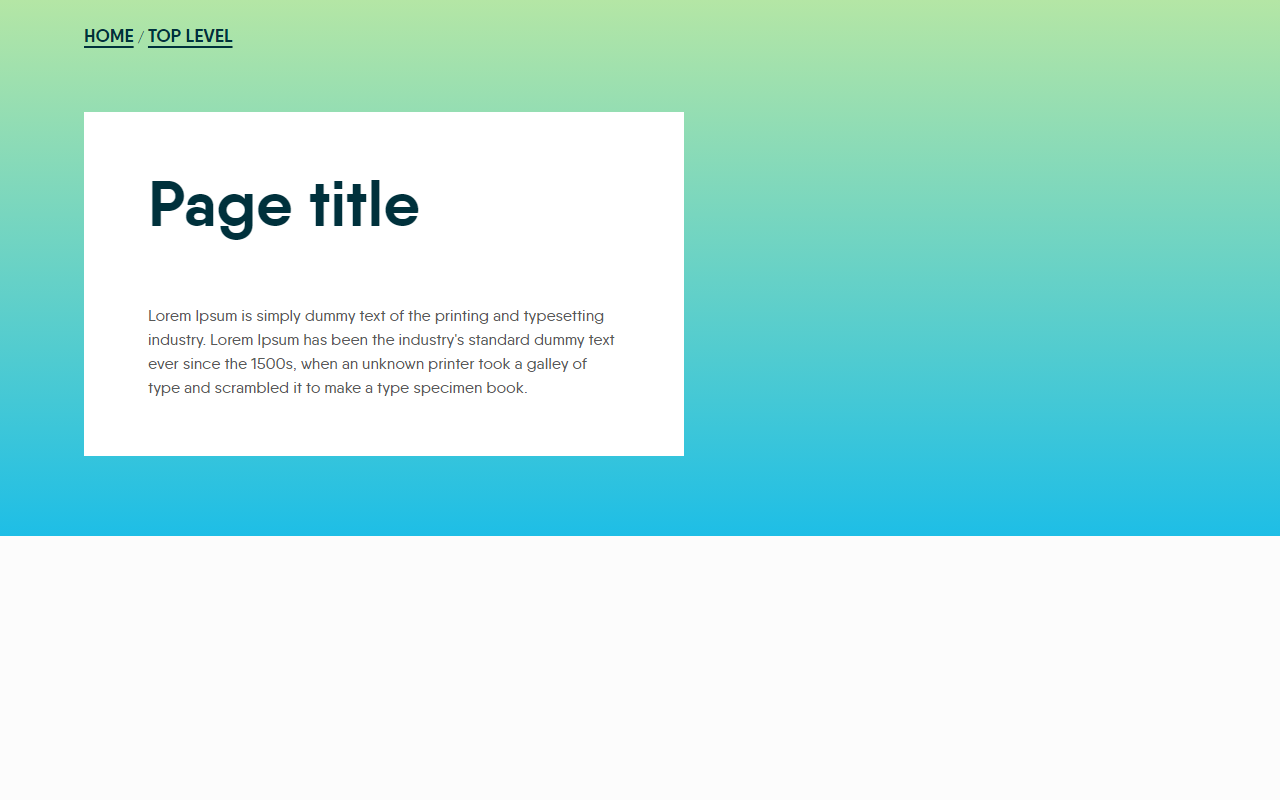 HOME / TOP LEVEL
Page title
Lorem Ipsum is simply dummy text of the printing and typesetting
industry. Lorem Ipsum has been the industry's standard dummy text
ever since the 1500s, when an unknown printer took a galley of
type and scrambled it to make a type specimen book.